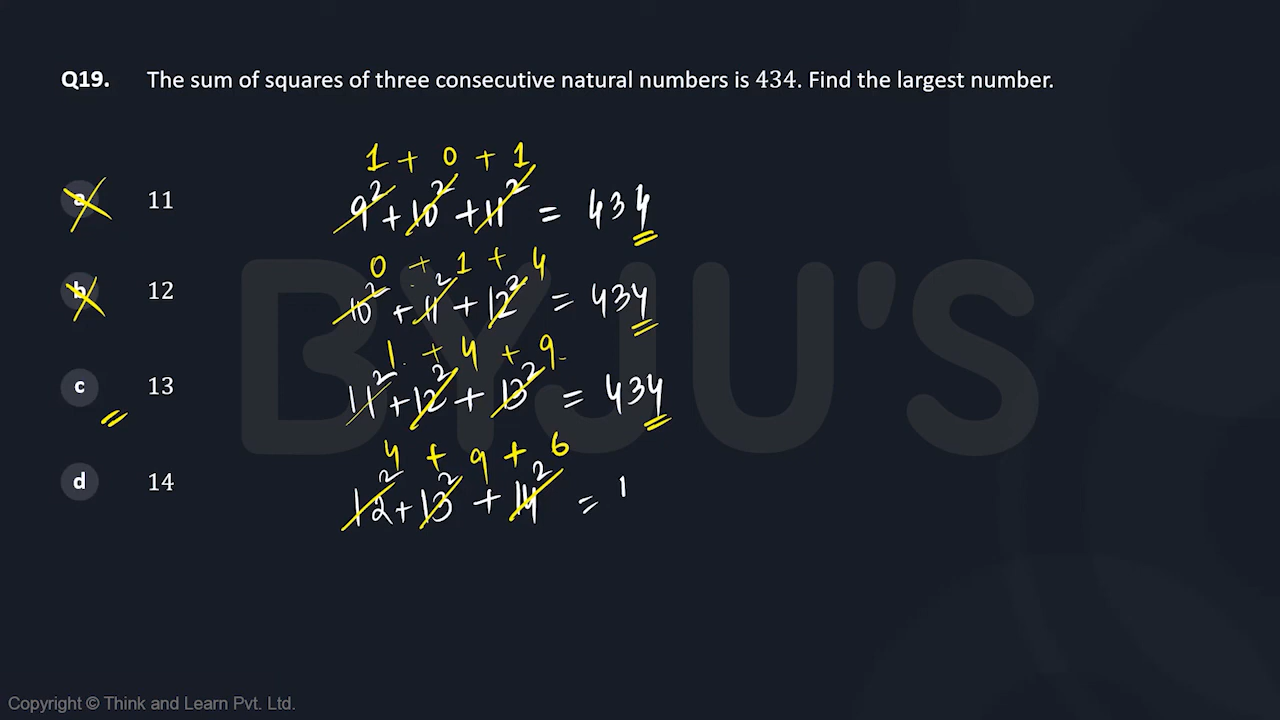 Q19. The sum of squares of three consecutive natural numbers is 434. Find the largest number.
1 + 0 + 1
a 11 9² + 10² + 11² = 434
0 + 1 + 4
b 12 10² + 11² + 12² = 434
BYJU'S
1 + 4 + 9
c 13 11² + 12² + 13² = 434
4 + 9 + 6
d 14 12² + 13² + 14² = 1
Copyright © Think and Learn Pvt. Ltd.